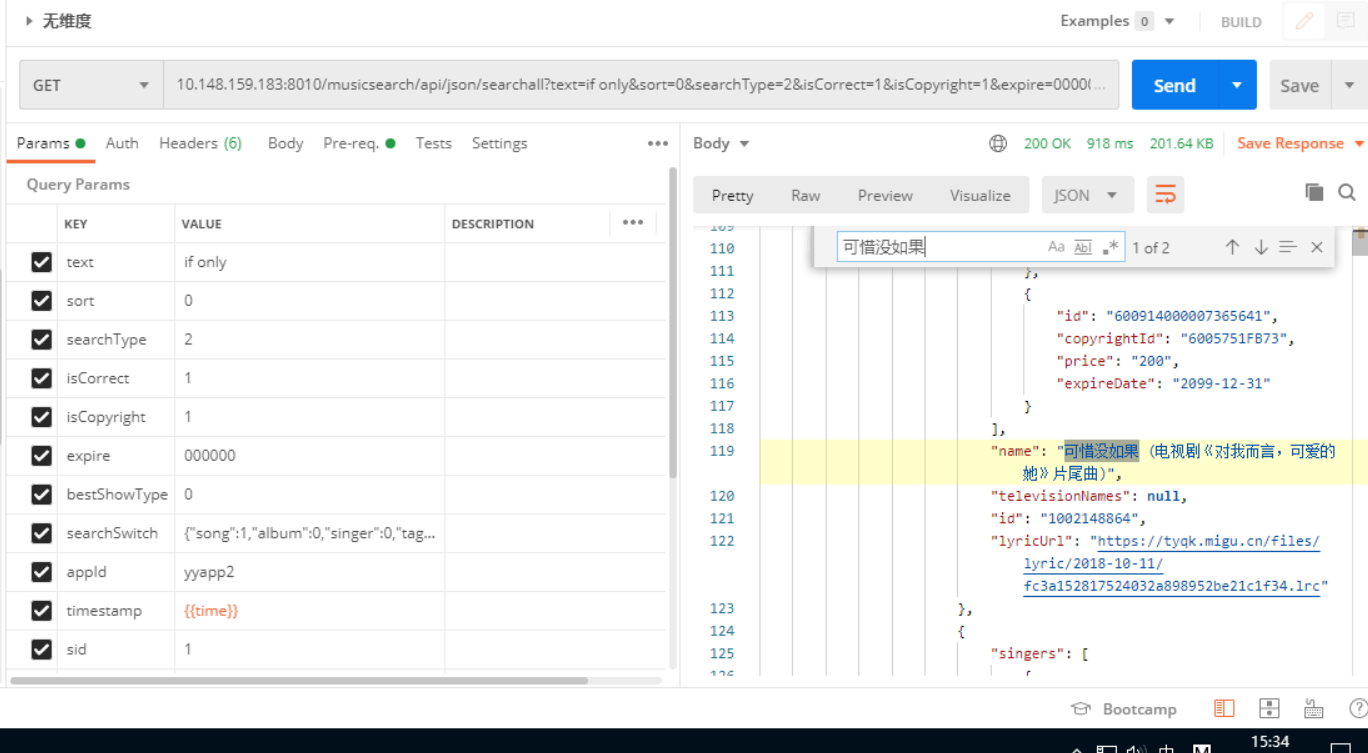 无维度
Examples 0 BUILD
GET 10.148.159.183:8010/musicsearch/api/json/searchall?text=if only&sort=0&searchType=2&isCorrect=1&isCopyright=1&expire=0000( ... Send Save
Params Auth Headers (6) Body Pre-req. Tests Settings
Query Params
KEY VALUE DESCRIPTION
text if only
sort 0
searchType 2
isCorrect 1
isCopyright 1
expire 000000
bestShowType 0
searchSwitch {"song":1,"album":0,"singer":0,"tag...
appId yyapp2
timestamp {{time}}
sid 1
Body 200 OK 918 ms 201.64 KB Save Response
Pretty Raw Preview Visualize JSON
可惜没如果 Aa Abl .* 1 of 2
109
110
111 },
112 {
113 "id": "600914000007365641",
114 "copyrightId": "6005751FB73",
115 "price": "200",
116 "expireDate": "2099-12-31"
117 }
118 ],
119 "name": "可惜没如果 (电视剧《对我而言，可爱的
她》片尾曲)",
120 "televisionNames": null,
121 "id": "1002148864",
122 "lyricUrl": "https://tyqk.migu.cn/files/
lyric/2018-10-11/
fc3a152817524032a898952be21c1f34.lrc"
123 },
124 {
125 "singers": [
126 {
Bootcamp
中 M 15:34